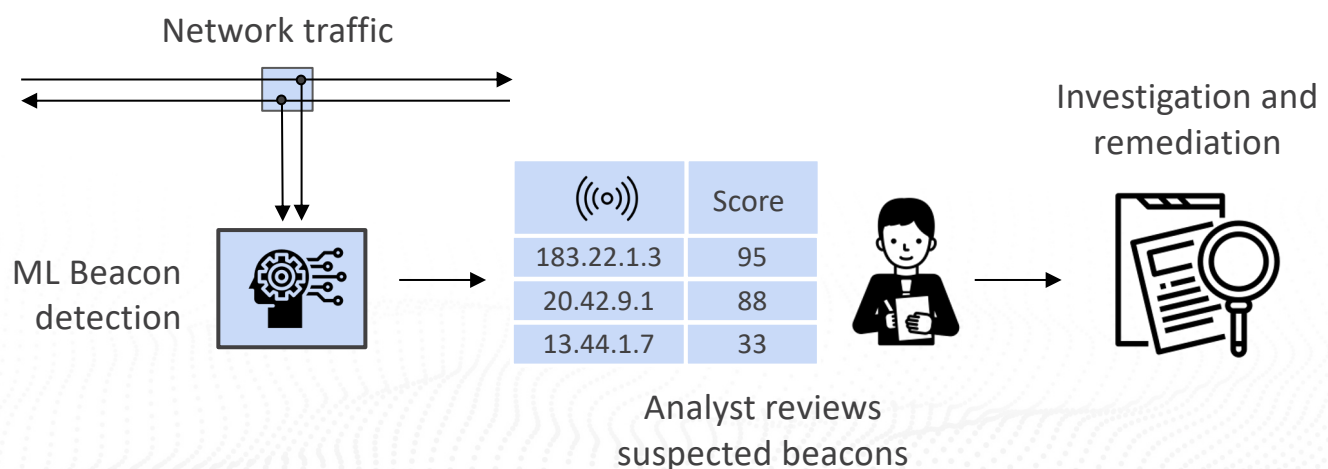 Network traffic
Investigation and
remediation
Score
183.22.1.3 95
20.42.9.1 88
13.44.1.7 33
ML Beacon
detection
Analyst reviews
suspected beacons